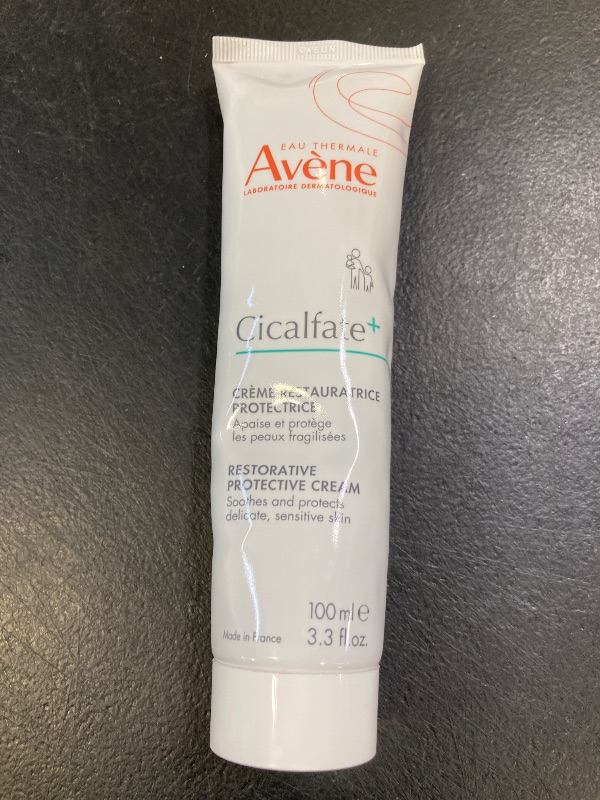 EAU THERMALE
Avène
LABORATOIRE DERMATOLOGIQUE
Cicalfate+
CRÈME RESTAURATRICE
PROTECTRICE
Apaise et protège
les peaux fragilisées
RESTORATIVE
PROTECTIVE CREAM
Soothes and protects
delicate, sensitive skin
100 ml e
Made in France
3.3 fl.oz.